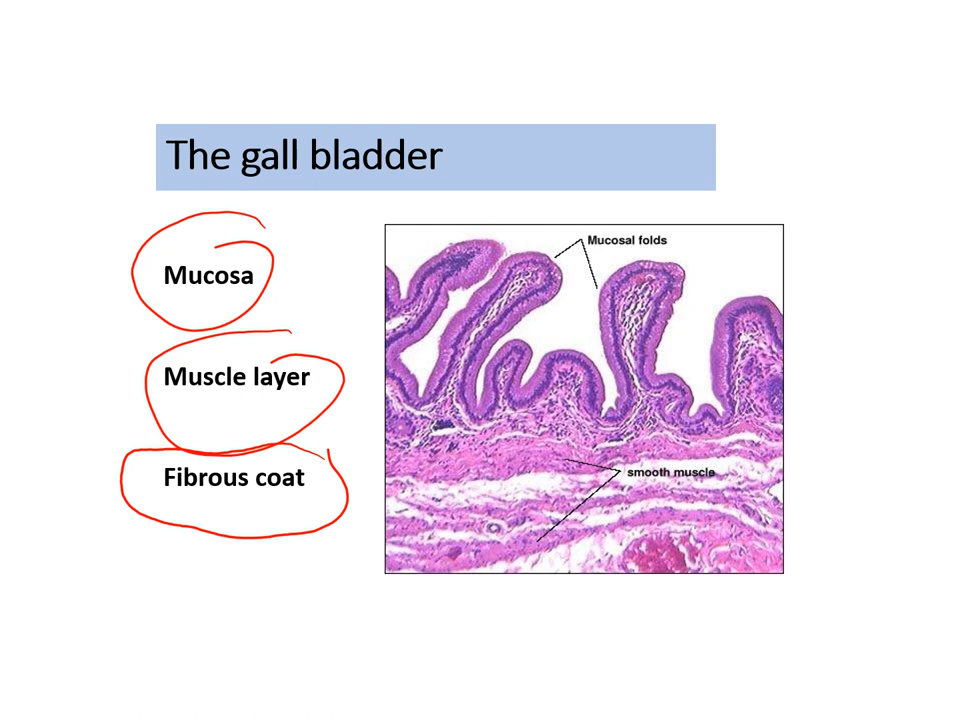 The gall bladder
Mucosa
Muscle layer
Fibrous coat
Mucosal folds
smooth muscle